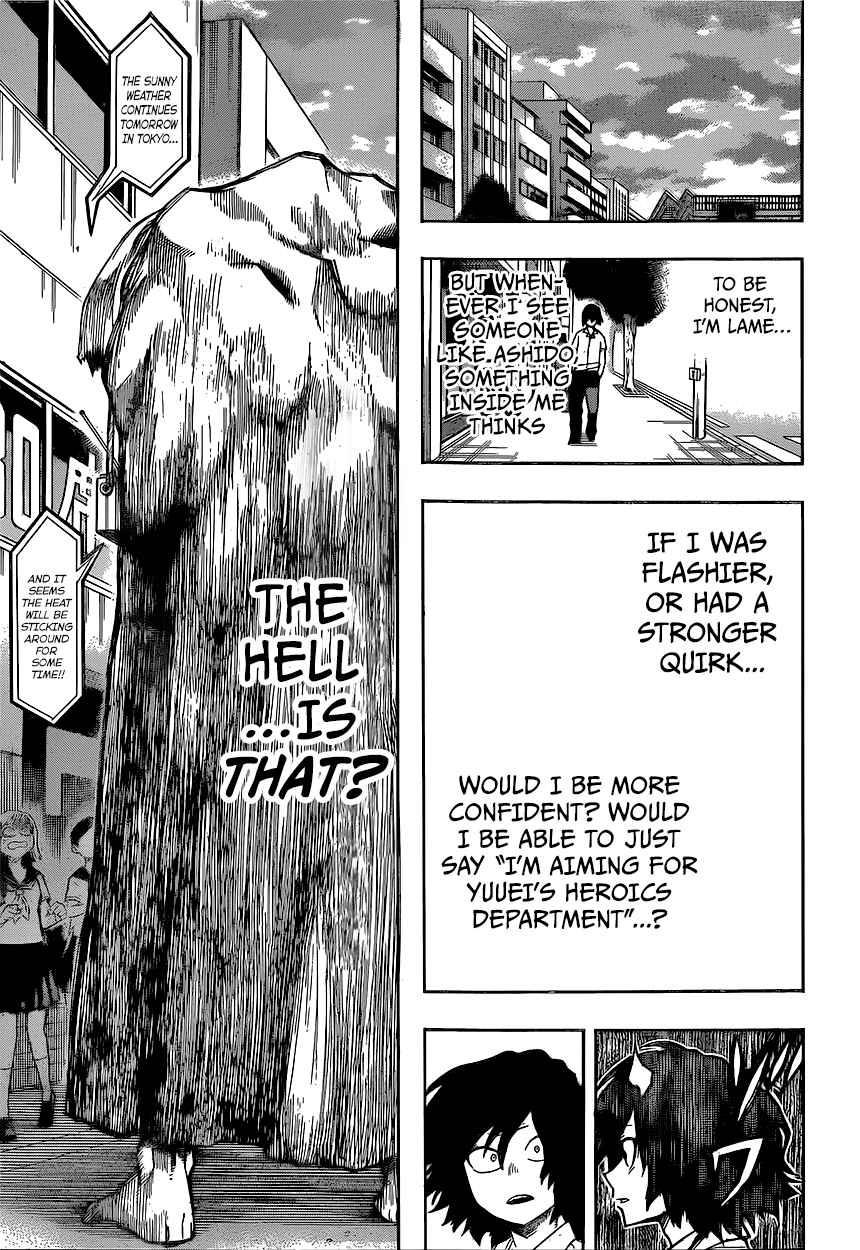 TO BE
HONEST,
I'M LAME...
BUT WHEN-
EVER I SEE
SOMEONE
LIKE ASHIDO,
SOMETHING
INSIDE ME
THINKS
IF I WAS
FLASHIER,
OR HAD A
STRONGER
QUIRK...
WOULD I BE MORE
CONFIDENT? WOULD
I BE ABLE TO JUST
SAY "I'M AIMING FOR
YUUEI'S HEROICS
DEPARTMENT"...?
フ
THE SUNNY
WEATHER
CONTINUES
TOMORROW
IN TOKYO...
AND IT
SEEMS
THE HEAT
WILL BE
STICKING
AROUND
FOR
SOME
TIME!!
THE
HELL
...IS
THAT?